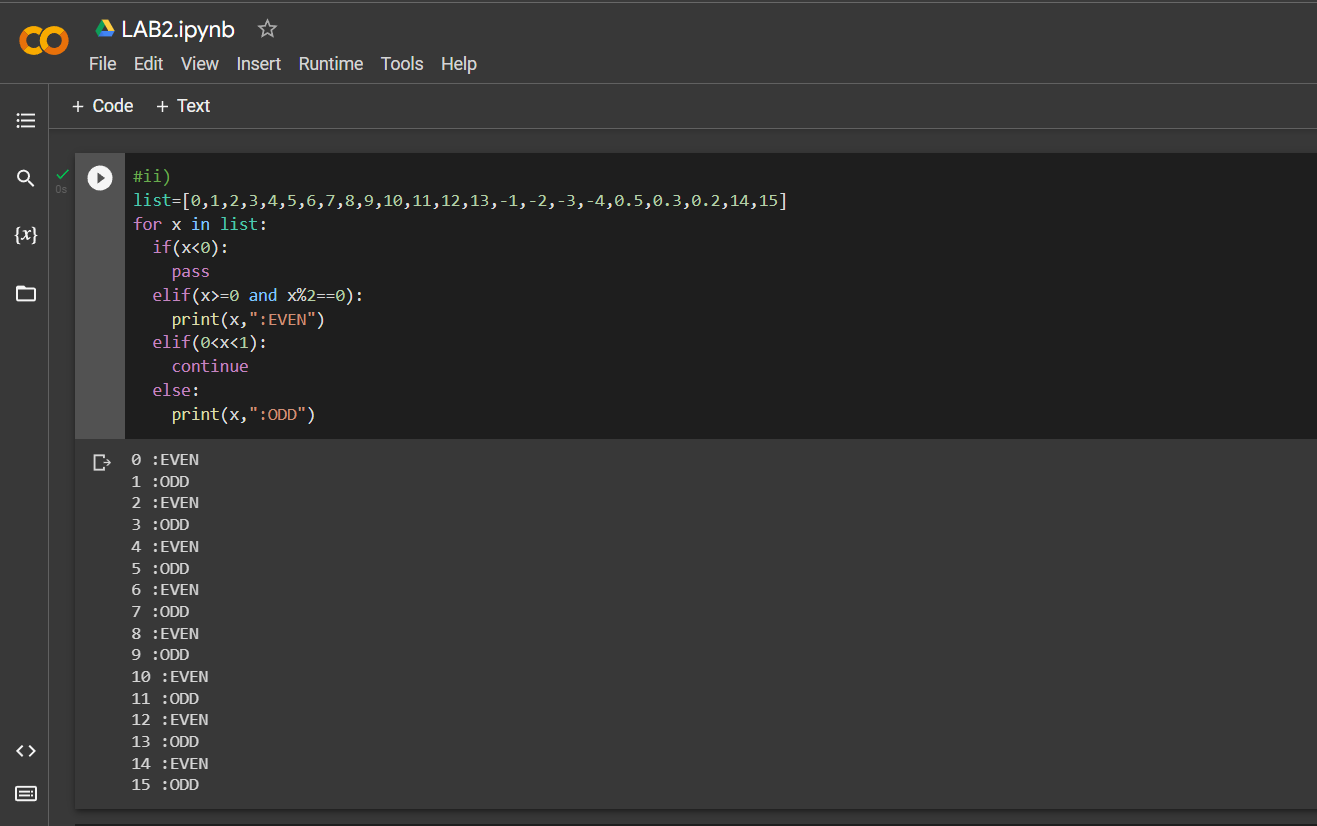 LAB2.ipynb
File Edit View Insert Runtime Tools Help
+ Code + Text
{x}
0s
#ii)
list=[0,1,2,3,4,5,6,7,8,9,10,11,12,13,-1,-2,-3,-4,0.5,0.3,0.2,14,15]
for x in list:
  if(x<0):
    pass
  elif(x>=0 and x%2==0):
    print(x,":EVEN")
  elif(0<x<1):
    continue
  else:
    print(x,":ODD")
0 :EVEN
1 :ODD
2 :EVEN
3 :ODD
4 :EVEN
5 :ODD
6 :EVEN
7 :ODD
8 :EVEN
9 :ODD
10 :EVEN
11 :ODD
12 :EVEN
13 :ODD
14 :EVEN
15 :ODD